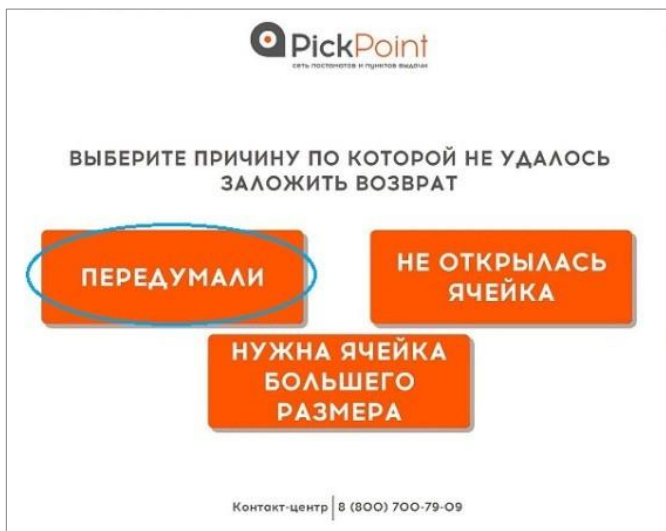 PickPoint
сеть постаматов и пунктов выдачи
ВЫБЕРИТЕ ПРИЧИНУ ПО КОТОРОЙ НЕ УДАЛОСЬ
ЗАЛОЖИТЬ ВОЗВРАТ
ПЕРЕДУМАЛИ
НЕ ОТКРЫЛАСЬ
ЯЧЕЙКА
НУЖНА ЯЧЕЙКА
БОЛЬШЕГО
РАЗМЕРА
Контакт-центр 8 (800) 700-79-09